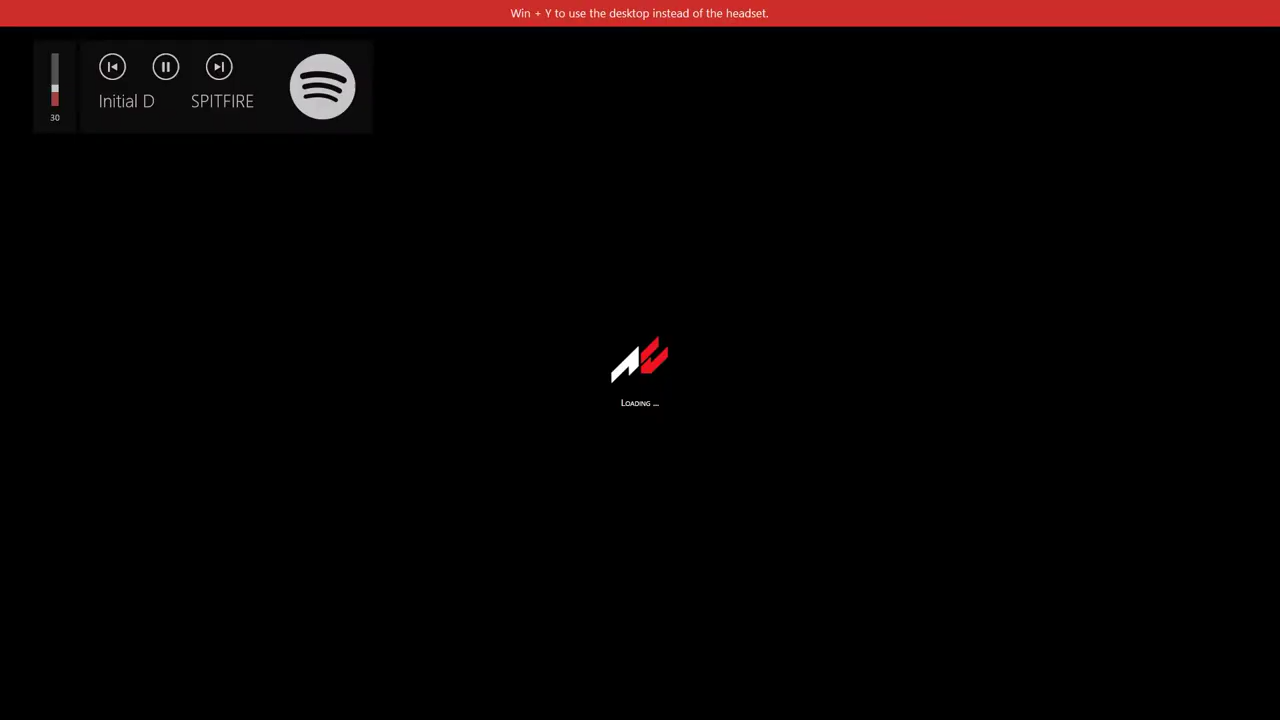 Win + Y to use the desktop instead of the headset.
Initial D SPITFIRE
30
Loading ...